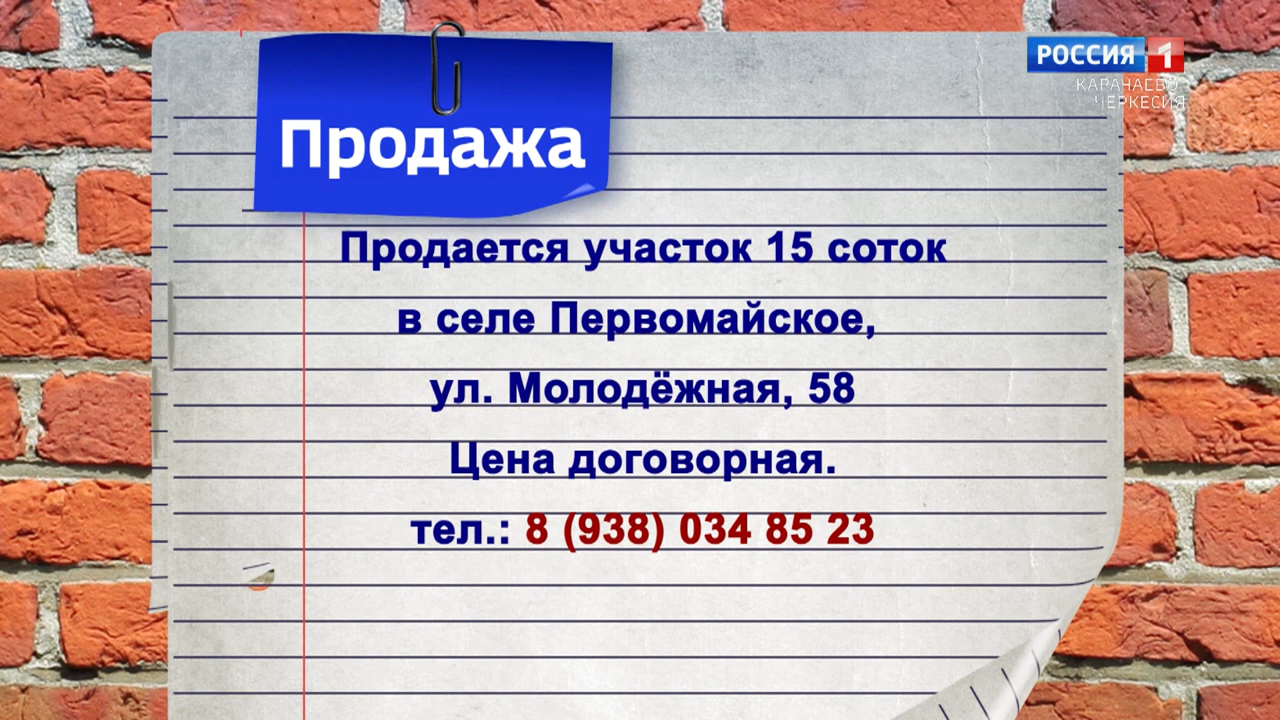 РОССИЯ 1
КАРАЧАЕВО
ЧЕРКЕСИЯ
Продажа
Продается участок 15 соток
в селе Первомайское,
ул. Молодёжная, 58
Цена договорная.
тел.: 8 (938) 034 85 23